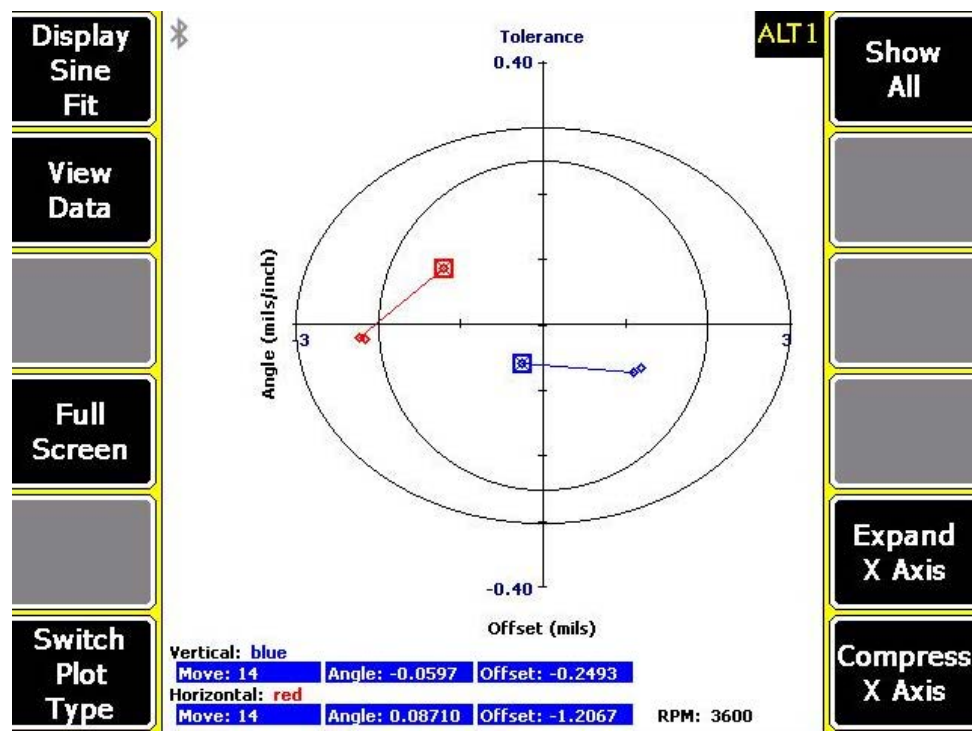 Display
Sine
Fit
View
Data
Full
Screen
Switch
Plot
Type
Tolerance
0.40
ALT1
Angle (mils/inch)
-3
3
-0.40
Offset (mils)
Vertical: blue
Move: 14 Angle: -0.0597 Offset: -0.2493
Horizontal: red
Move: 14 Angle: 0.08710 Offset: -1.2067 RPM: 3600
Show
All
Expand
X Axis
Compress
X Axis